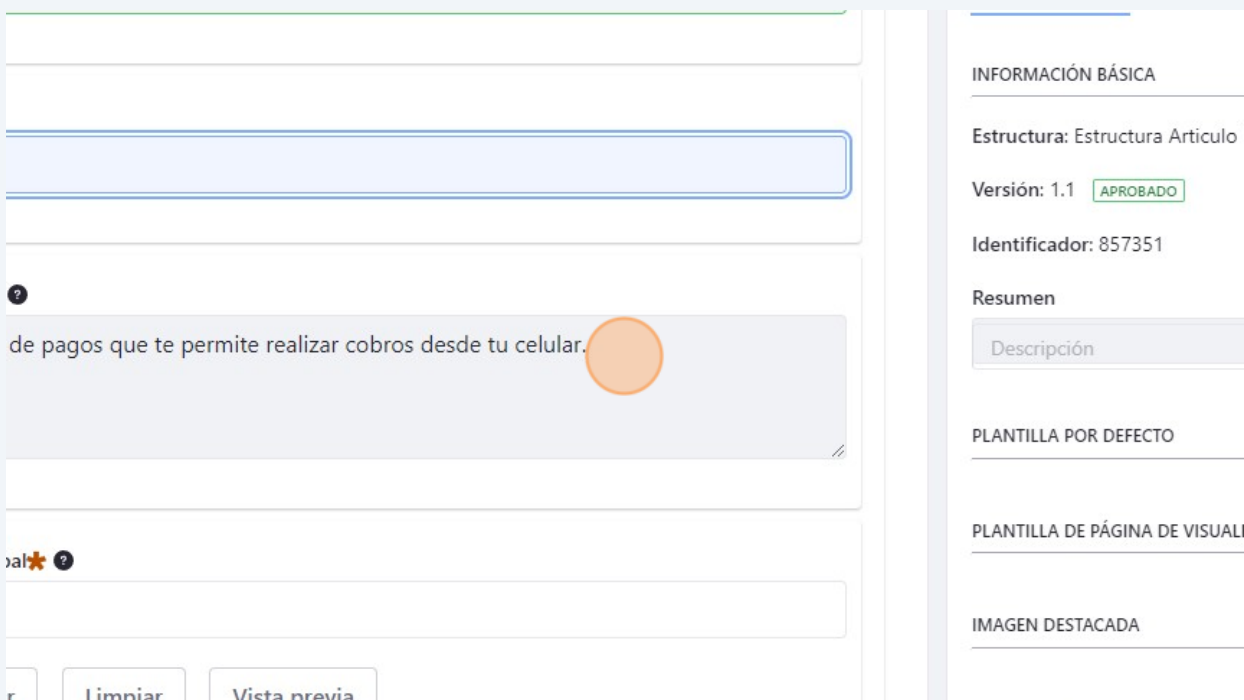 de pagos que te permite realizar cobros desde tu celular.
Limpiar
Vista previa
INFORMACIÓN BÁSICA
Estructura: Estructura Articulo
Versión: 1.1 APROBADO
Identificador: 857351
Resumen
Descripción
PLANTILLA POR DEFECTO
PLANTILLA DE PÁGINA DE
IMAGEN DESTACADA